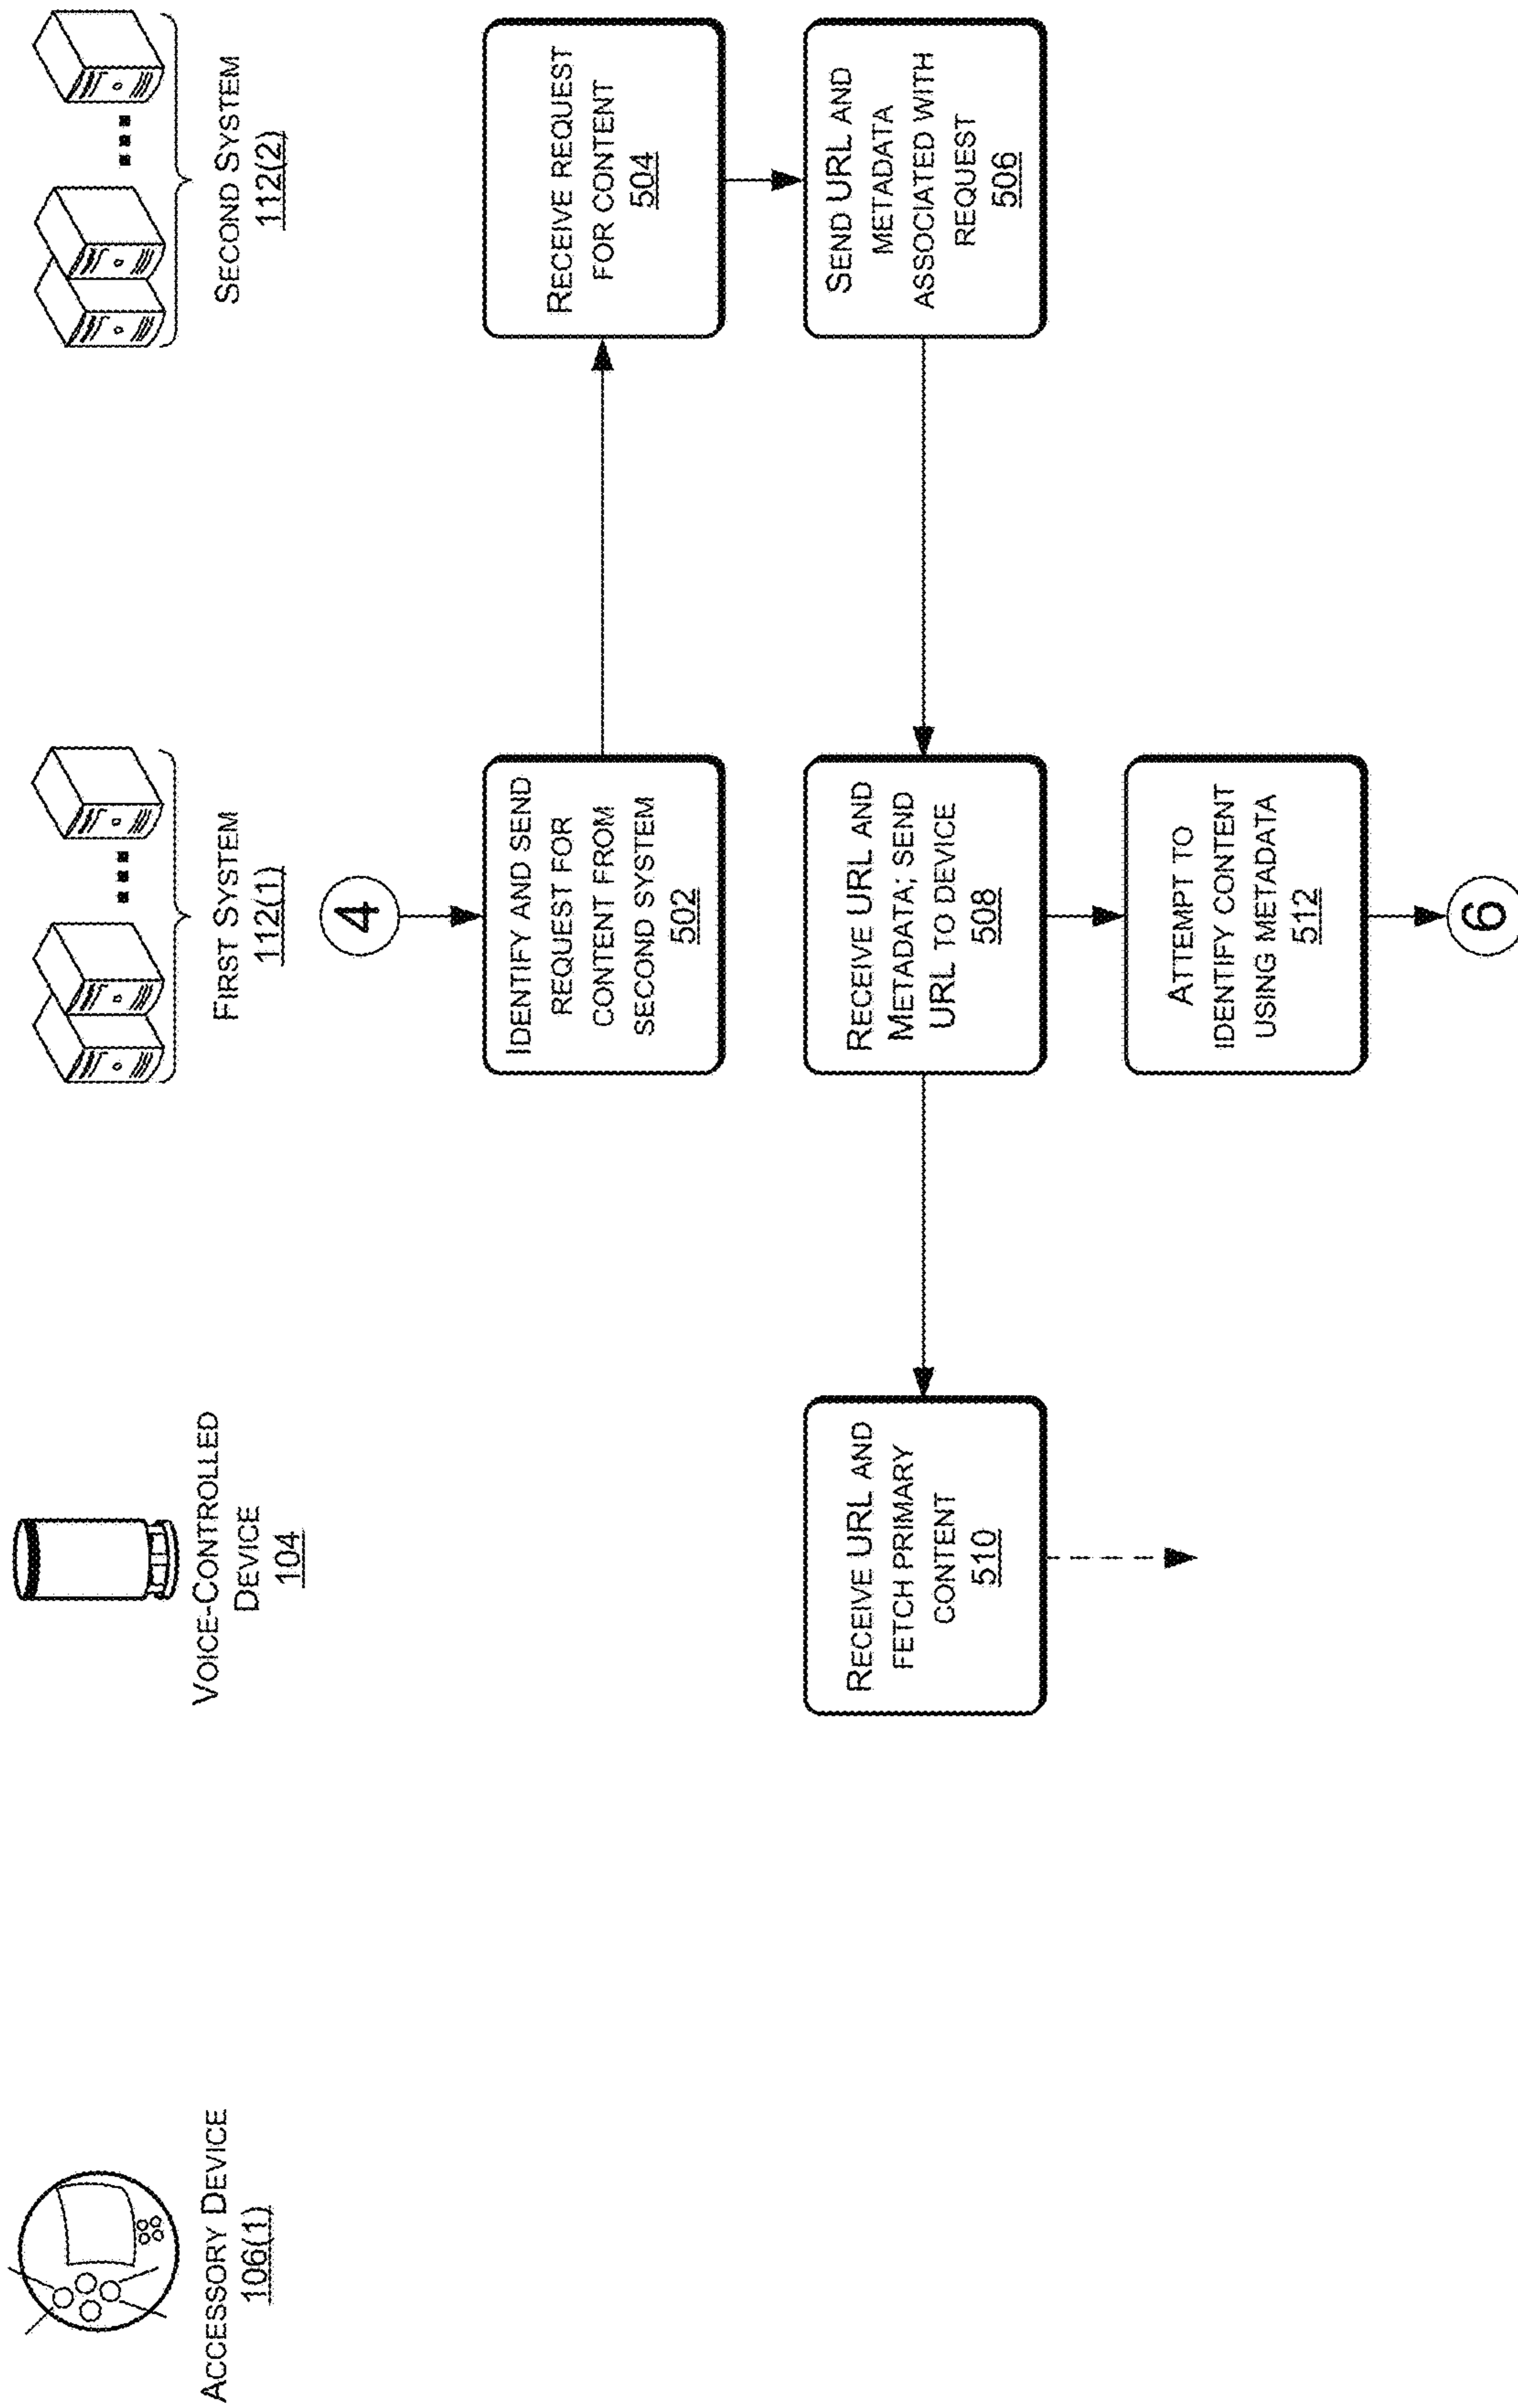 ACCESSORY DEVICE
106(1)
VOICE-CONTROLLED
DEVICE
104
FIRST SYSTEM
112(1)
SECOND SYSTEM
112(2)
4
IDENTIFY AND SEND
REQUEST FOR
CONTENT FROM
SECOND SYSTEM
502
RECEIVE REQUEST
FOR CONTENT
504
SEND URL AND
METADATA
ASSOCIATED WITH
REQUEST
506
RECEIVE URL AND
METADATA; SEND
URL TO DEVICE
508
RECEIVE URL AND
FETCH PRIMARY
CONTENT
510
ATTEMPT TO
IDENTIFY CONTENT
USING METADATA
512
6